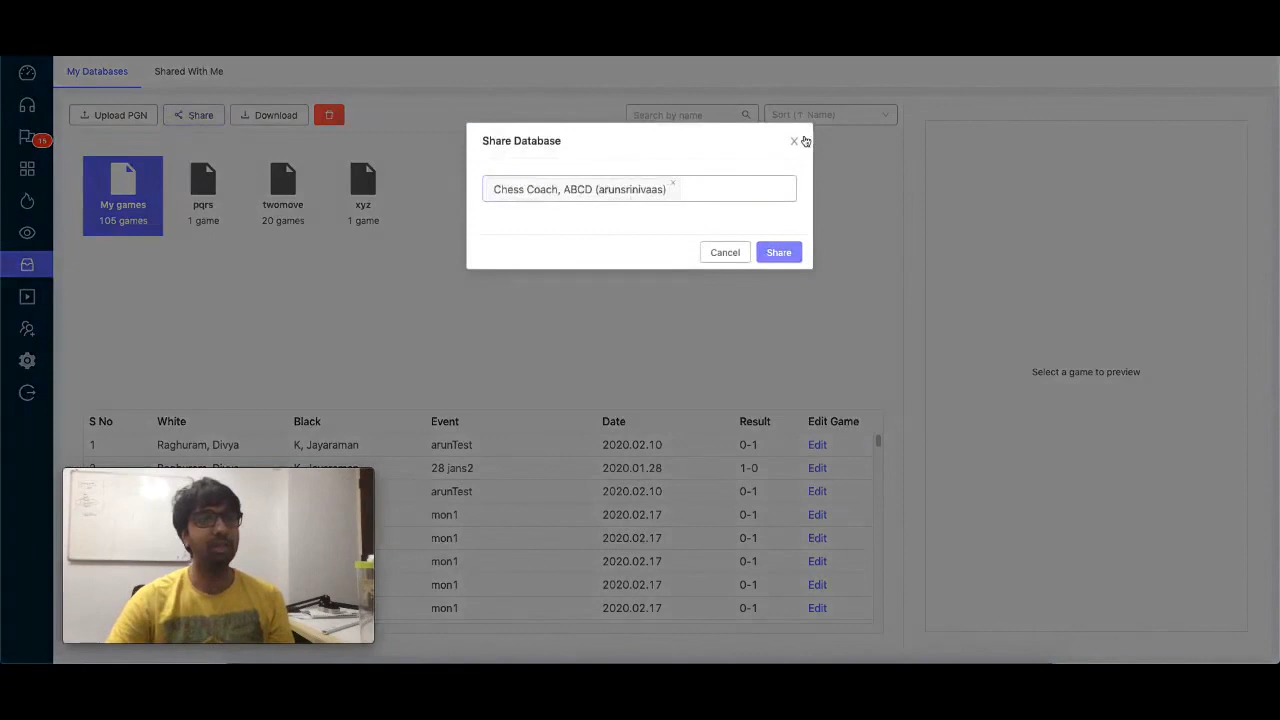 My Databases
Shared With Me
Upload PGN
Share
Download
Search by name
Sort (T Name)
Share Database
X
Chess Coach, ABCD (arunsrinivaas)
Cancel
Share
15
My games
105 games
pqrs
1 game
twomove
20 games
xyz
1 game
Select a game to preview
S No White Black Event Date Result Edit Game
1 Raghuram, Divya K, Jayaraman arunTest 2020.02.10 0-1 Edit
2 Raghuram, Divya K, Jayaraman 28 jans2 2020.01.28 1-0 Edit
arunTest 2020.02.10 0-1 Edit
mon1 2020.02.17 0-1 Edit
mon1 2020.02.17 0-1 Edit
mon1 2020.02.17 0-1 Edit
mon1 2020.02.17 0-1 Edit
mon1 2020.02.17 0-1 Edit